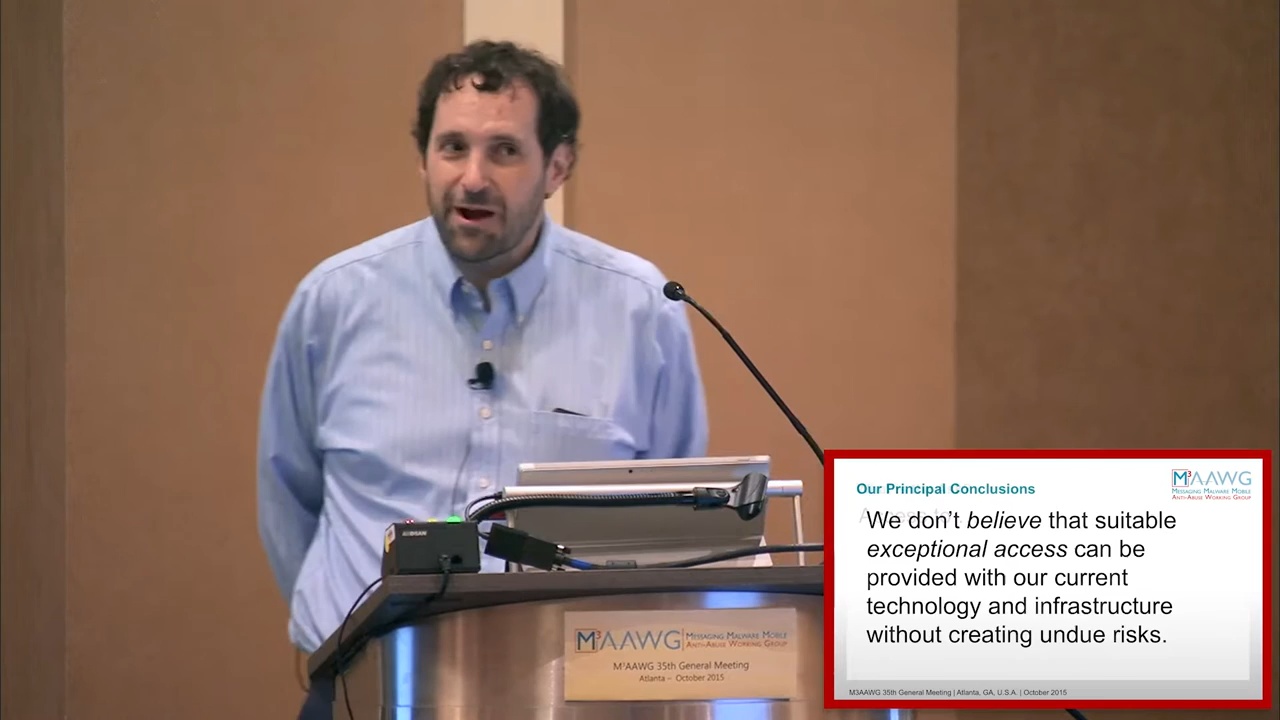 M³AAWG
MESSAGING MALWARE MOBILE
ANTI-ABUSE WORKING GROUP
M³AAWG 35th General Meeting
Atlanta – October 2015
M³AAWG
MESSAGING MALWARE MOBILE
ANTI-ABUSE WORKING GROUP
Our Principal Conclusions
We don't believe that suitable
exceptional access can be
provided with our current
technology and infrastructure
without creating undue risks.
M3AAWG 35th General Meeting | Atlanta, GA, U.S.A. | October 2015